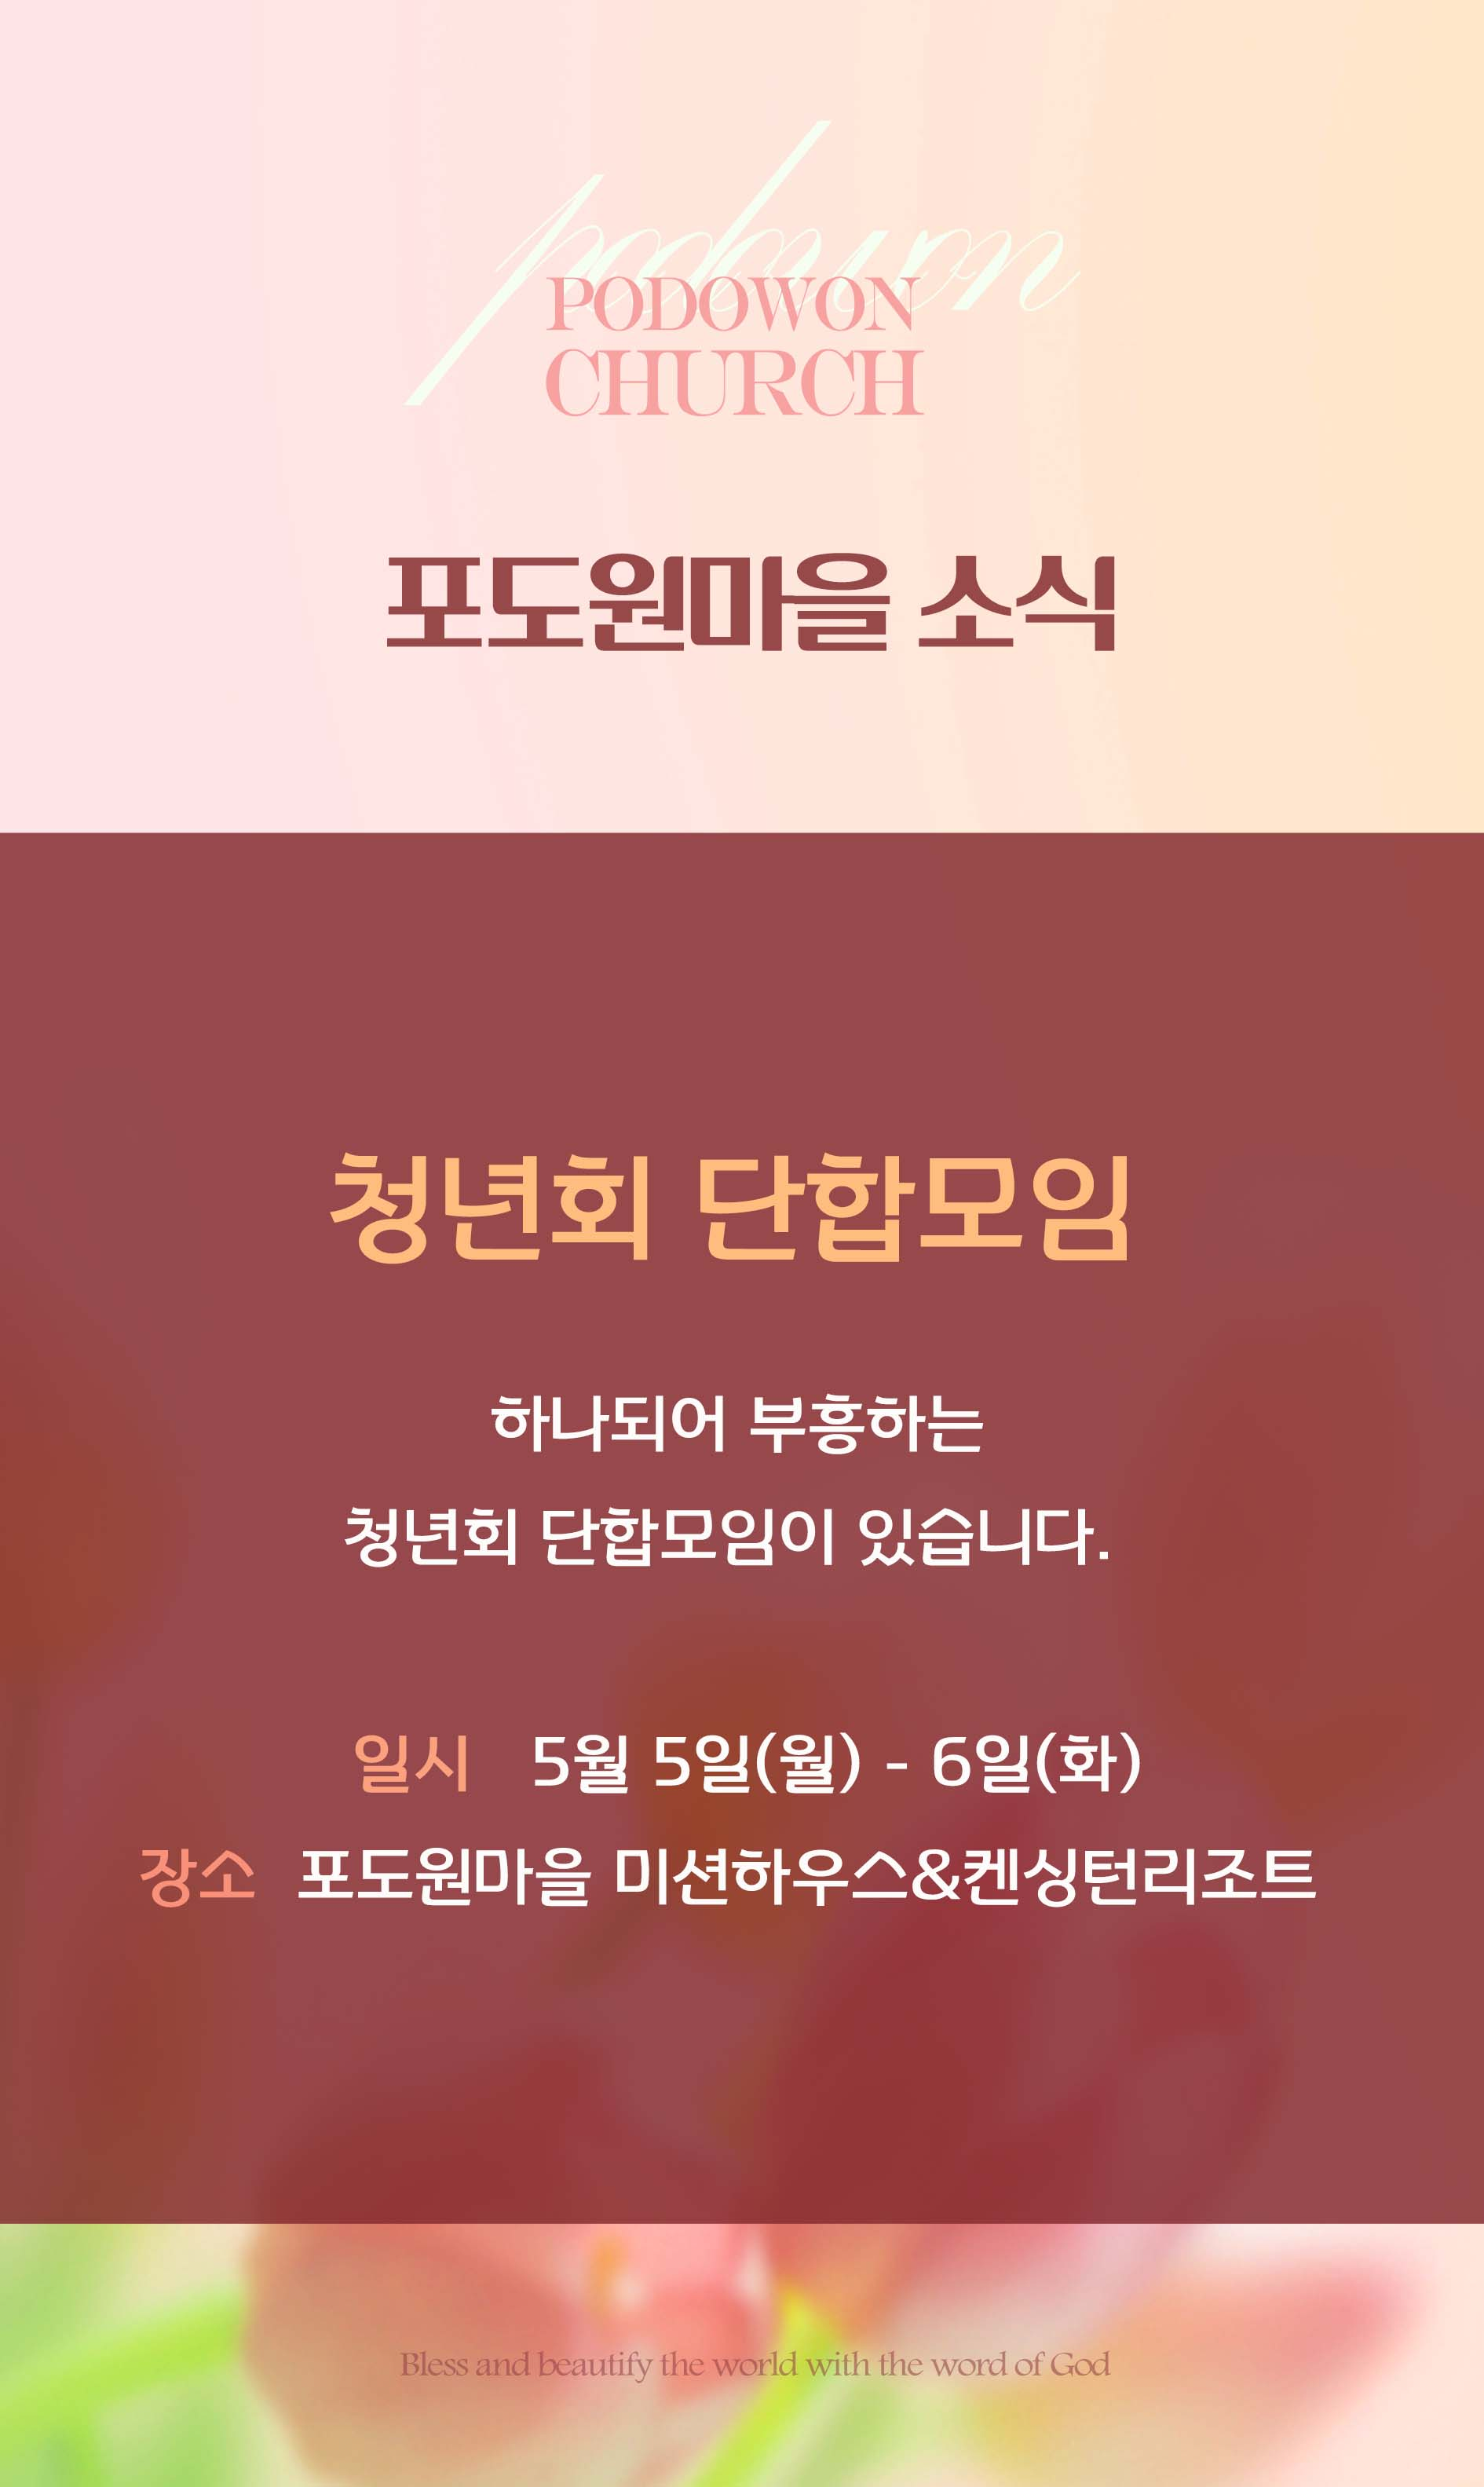 podowon
PODOWON
CHURCH
포도원마을 소식
청년회 단합모임
하나되어 부흥하는
청년회 단합모임이 있습니다.
일시 5월 5일(월) - 6일(화)
장소 포도원마을 미션하우스&켄싱턴리조트
Bless and beautify the world with the word of God